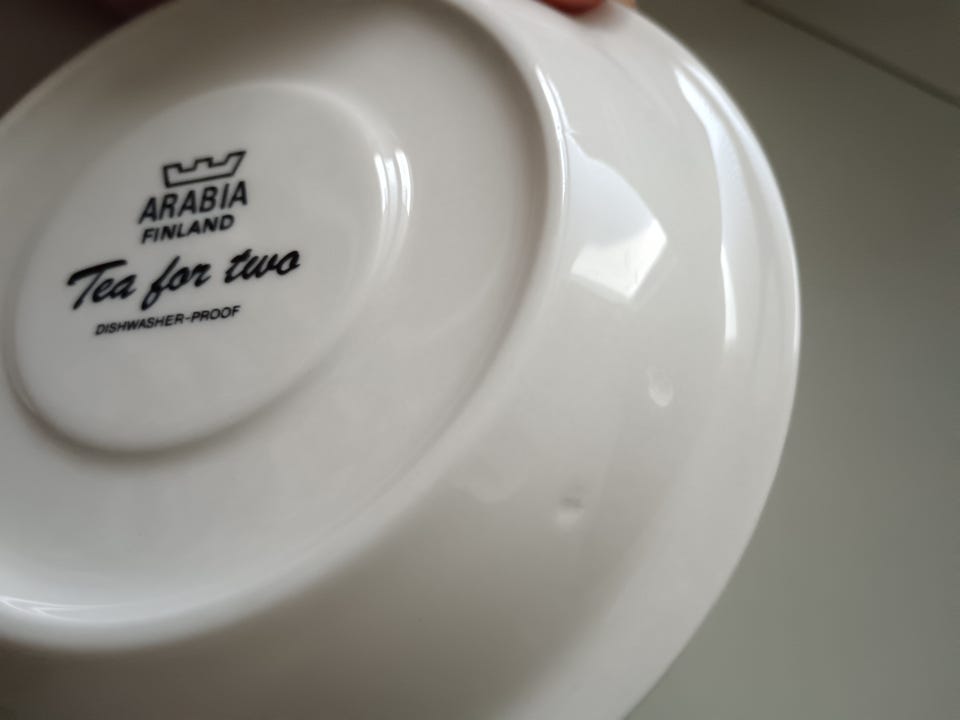 ARABIA
FINLAND
Tea for two
DISHWASHER-PROOF